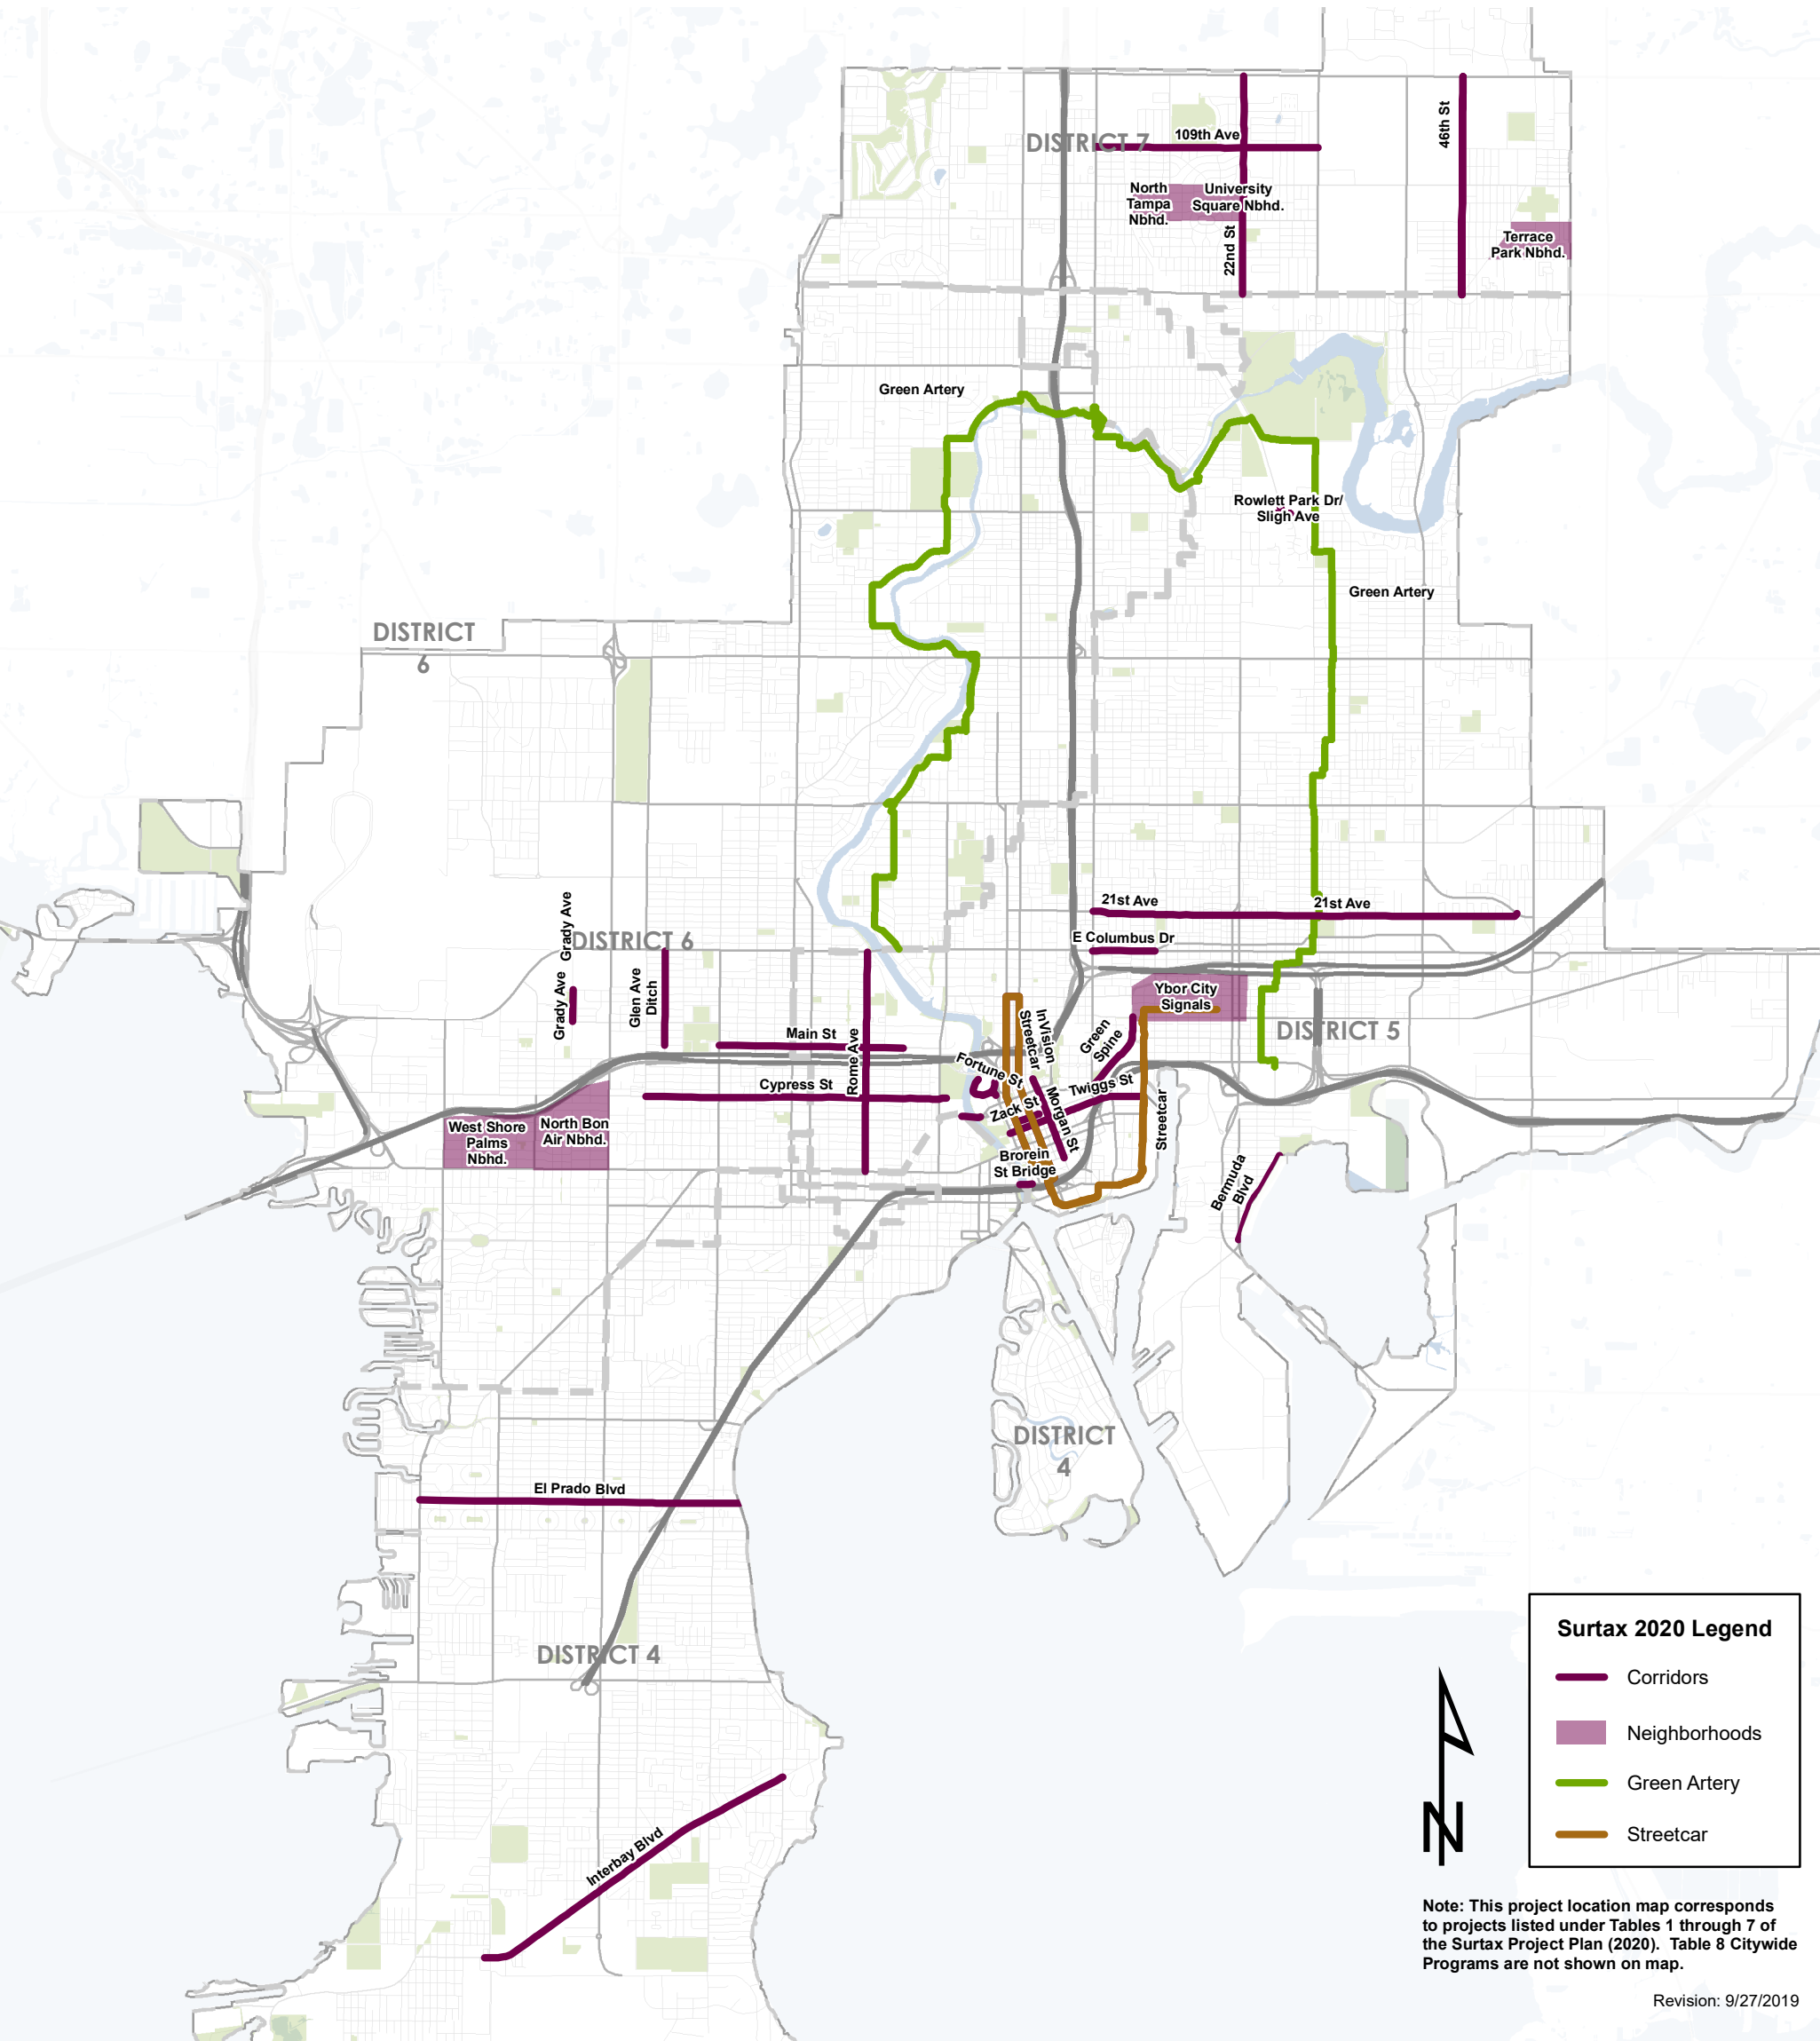 DISTRICT 7
109th Ave
46th St
North
Tampa
Nbhd.
University
Square Nbhd.
22nd St
Terrace
Park Nbhd.
Green Artery
Rowlett Park Dr/
Sligh Ave
Green Artery
DISTRICT
6
21st Ave
21st Ave
E Columbus Dr
Grady Ave
DISTRICT 6
Grady Ave
Glen Ave
Ditch
Ybor City
Signals
DISTRICT 5
Main St
Rome Ave
Cypress St
InVision
Streetcar
Green
Spine
Fortune St
Twiggs St
Zack St
Morgan St
Streetcar
West Shore
Palms
Nbhd.
North Bon
Air Nbhd.
Brorein
St Bridge
Bermuda
Blvd
DISTRICT
4
El Prado Blvd
DISTRICT 4
Interbay Blvd
Surtax 2020 Legend
Corridors
Neighborhoods
Green Artery
Streetcar
N
Note: This project location map corresponds
to projects listed under Tables 1 through 7 of
the Surtax Project Plan (2020). Table 8 Citywide
Programs are not shown on map.
Revision: 9/27/2019